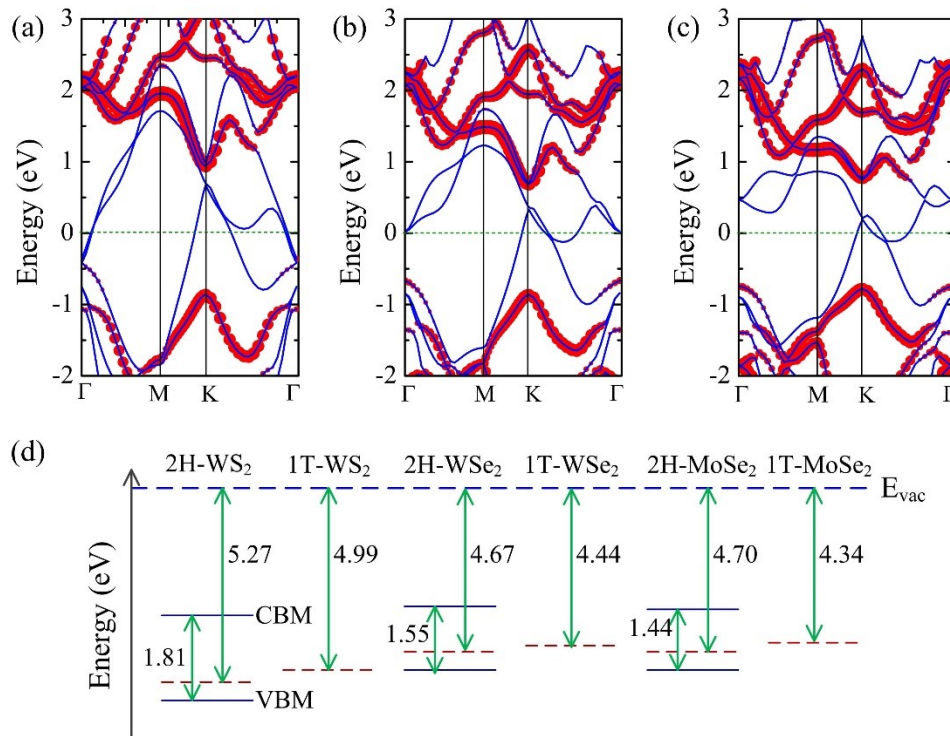 (a) (b) (c)
3 3 3
2 2 2
1 1 1
0 0 0
-1 -1 -1
-2 -2 -2
Energy (eV) Energy (eV) Energy (eV)
Γ M K Γ Γ M K Γ Γ M K Γ
(d)
2H-WS₂ 1T-WS₂ 2H-WSe₂ 1T-WSe₂ 2H-MoSe₂ 1T-MoSe₂
E_vac
Energy (eV)
5.27 4.99 4.67 4.44 4.70 4.34
CBM
1.81 1.55 1.44
VBM